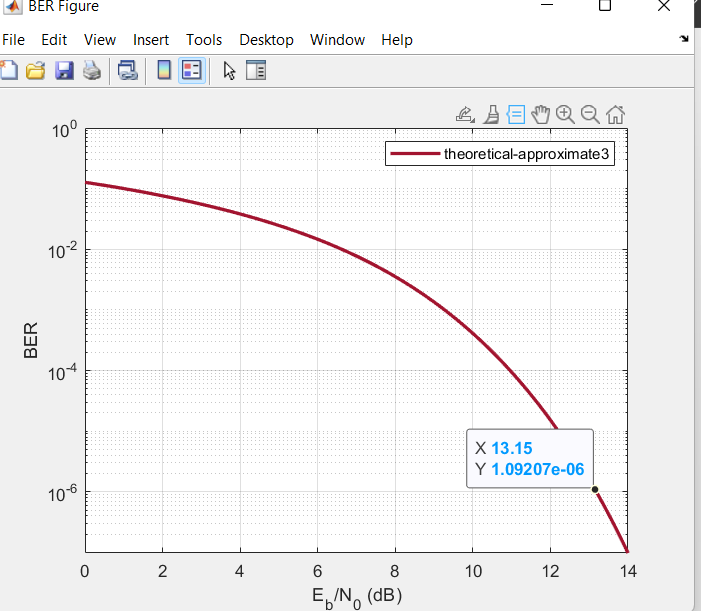 BER Figure
File Edit View Insert Tools Desktop Window Help
theoretical-approximate3
10^0
10^-2
10^-4
10^-6
BER
X 13.15
Y 1.09207e-06
0 2 4 6 8 10 12 14
E_b/N_0 (dB)